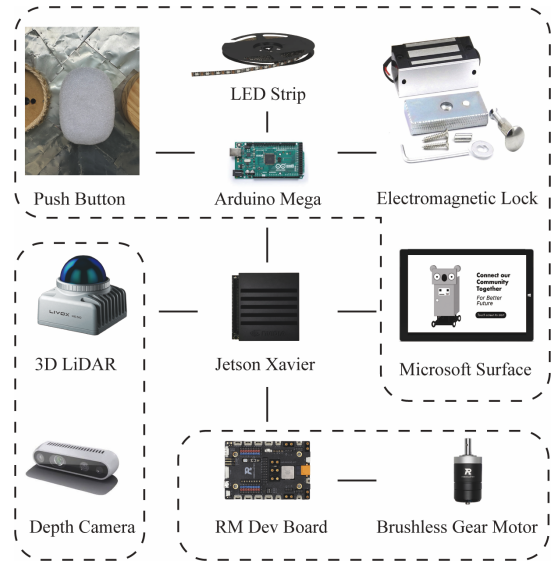 LED Strip
Push Button
Arduino Mega
Electromagnetic Lock
LIVOX
Connect our
Community
Together
For Better
Future
3D LiDAR
Jetson Xavier
Microsoft Surface
R
Depth Camera
RM Dev Board
Brushless Gear Motor